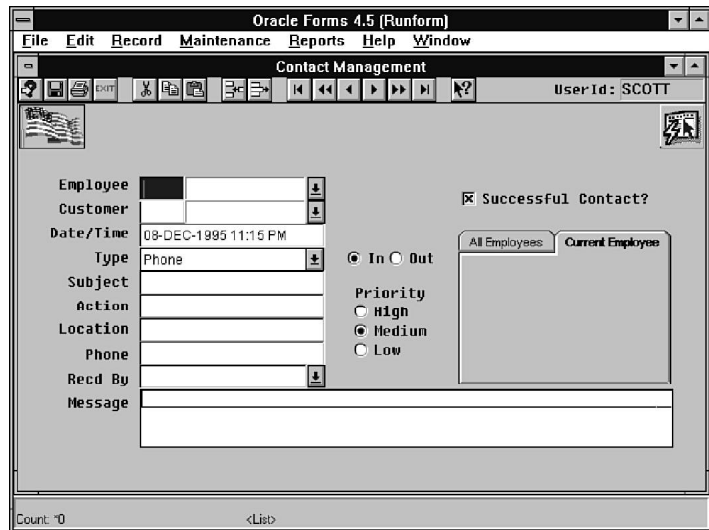 Oracle Forms 4.5 (Runform)
File Edit Record Maintenance Reports Help Window
Contact Management
EXIT
UserId: SCOTT
Employee
Successful Contact?
Customer
Date/Time 08-DEC-1995 11:15 PM
All Employees Current Employee
Type Phone
In Out
Subject
Priority
Action
High
Location
Medium
Phone
Low
Recd By
Message
Count: *0 <List>